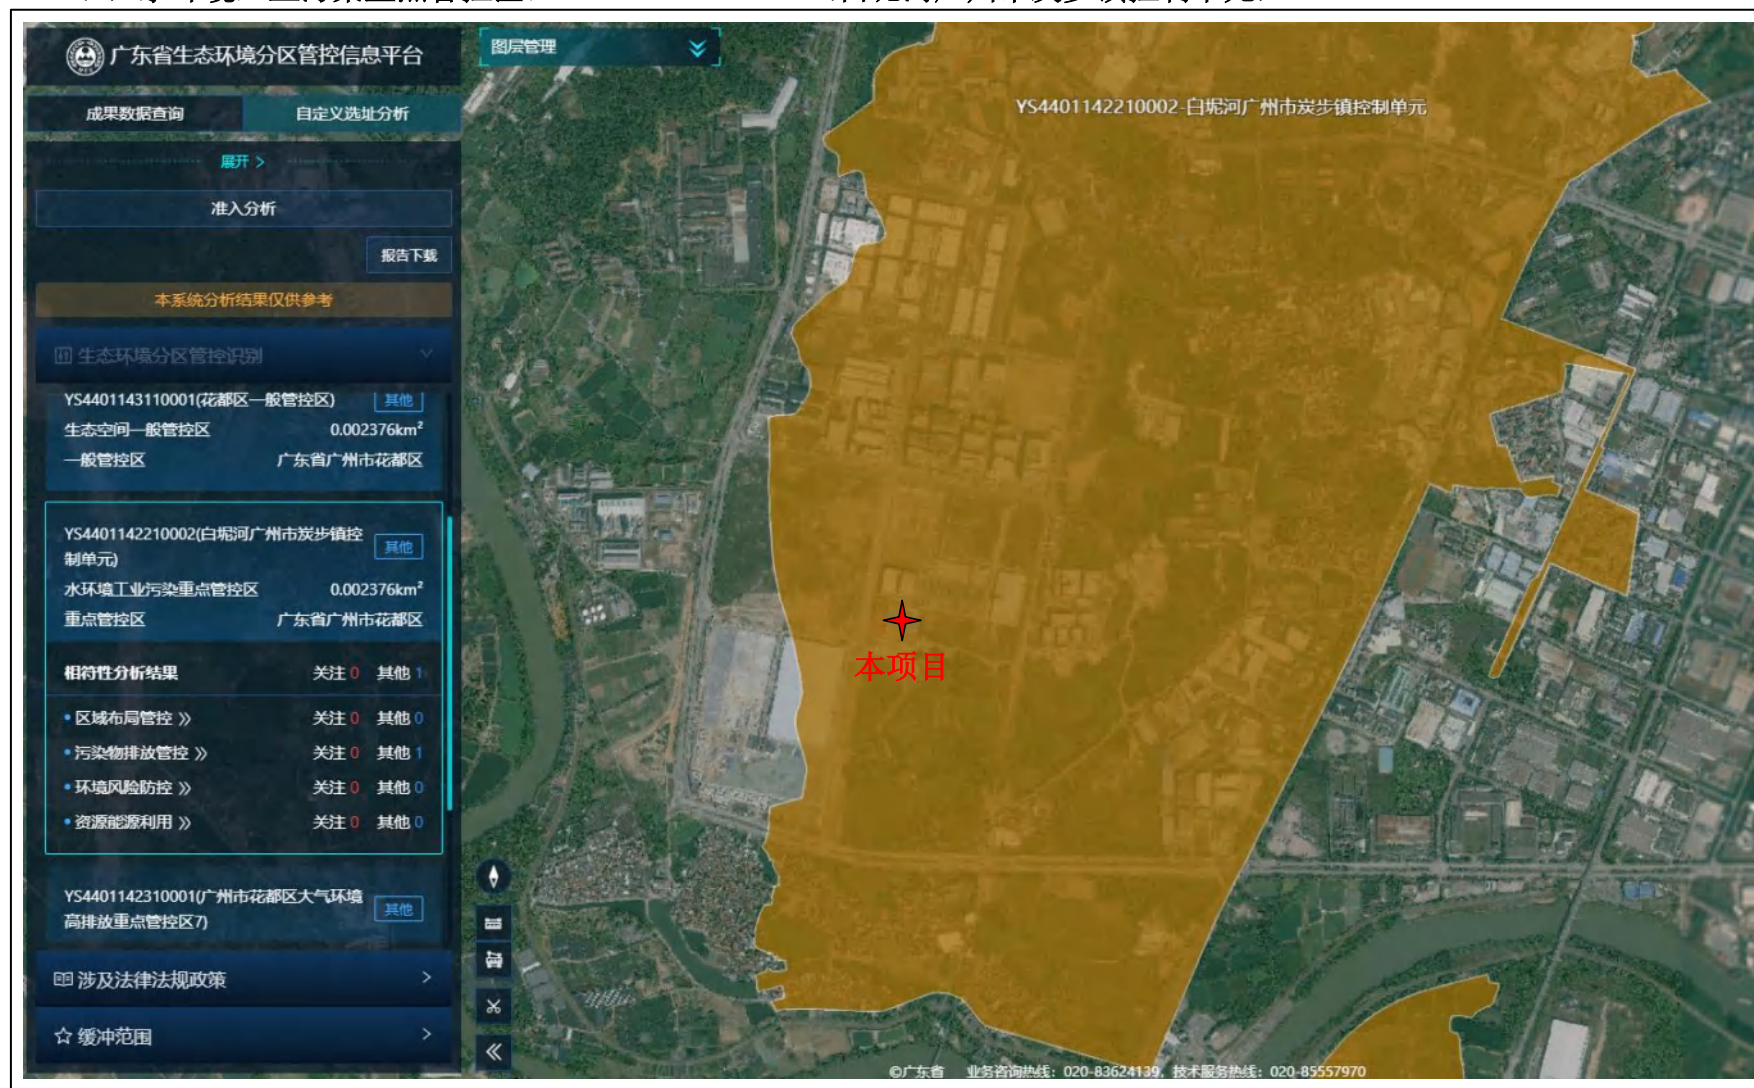 广东省生态环境分区管控信息平台
图层管理
成果数据查询 自定义选址分析
展开 >
准入分析
报告下载
本系统分析结果仅供参考
生态环境分区管控识别
YS4401143110001(花都区一般管控区) 其他
生态空间一般管控区 0.002376km²
一般管控区 广东省广州市花都区
YS4401142210002(白坭河广州市炭步镇控
制单元) 其他
水环境工业污染重点管控区 0.002376km²
重点管控区 广东省广州市花都区
相符性分析结果 关注 0 其他 1
区域布局管控 》 关注 0 其他 0
污染物排放管控 》 关注 0 其他 1
环境风险防控 》 关注 0 其他 0
资源能源利用 》 关注 0 其他 0
YS4401142310001(广州市花都区大气环境
高排放重点管控区7) 其他
涉及法律法规政策 >
缓冲范围 >
YS4401142210002-白坭河广州市炭步镇控制单元
本项目
©广东省 业务咨询热线：020-83624139，技术服务热线：020-85557970